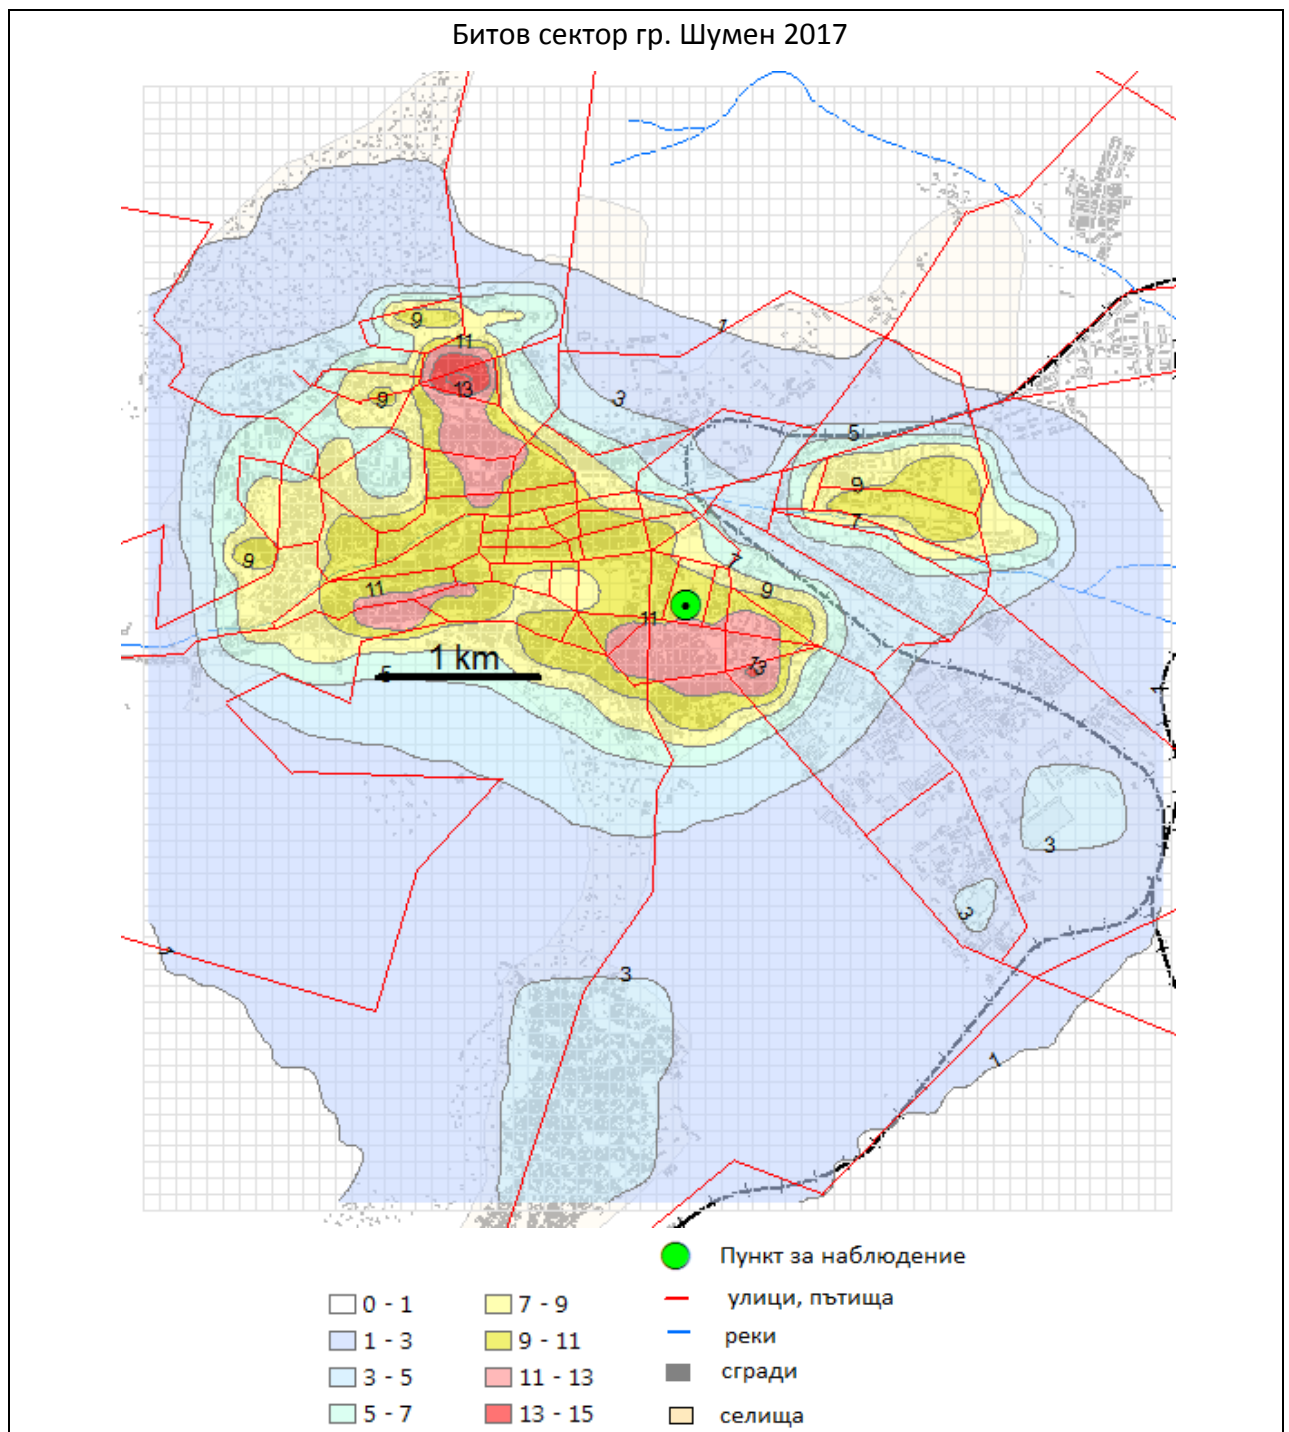 Битов сектор гр. Шумен 2017
1
9
11
13
3
9
5
9
7
9
7
9
11
11
1 km
5
13
1
3
3
1
3
1
Пункт за наблюдение
0 - 1
7 - 9
улици, пътища
1 - 3
9 - 11
реки
3 - 5
11 - 13
сгради
5 - 7
13 - 15
селища